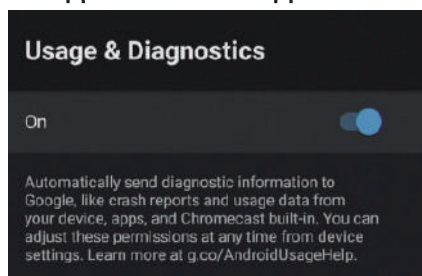 Usage & Diagnostics
On
Automatically send diagnostic information to
Google, like crash reports and usage data from
your device, apps, and Chromecast built-in. You can
adjust these permissions at any time from device
settings. Learn more at g.co/AndroidUsageHelp.